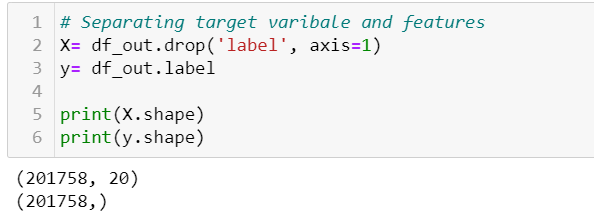 1 # Separating target varibale and features
2 X= df_out.drop('label', axis=1)
3 y= df_out.label
4
5 print(X.shape)
6 print(y.shape)
(201758, 20)
(201758,)